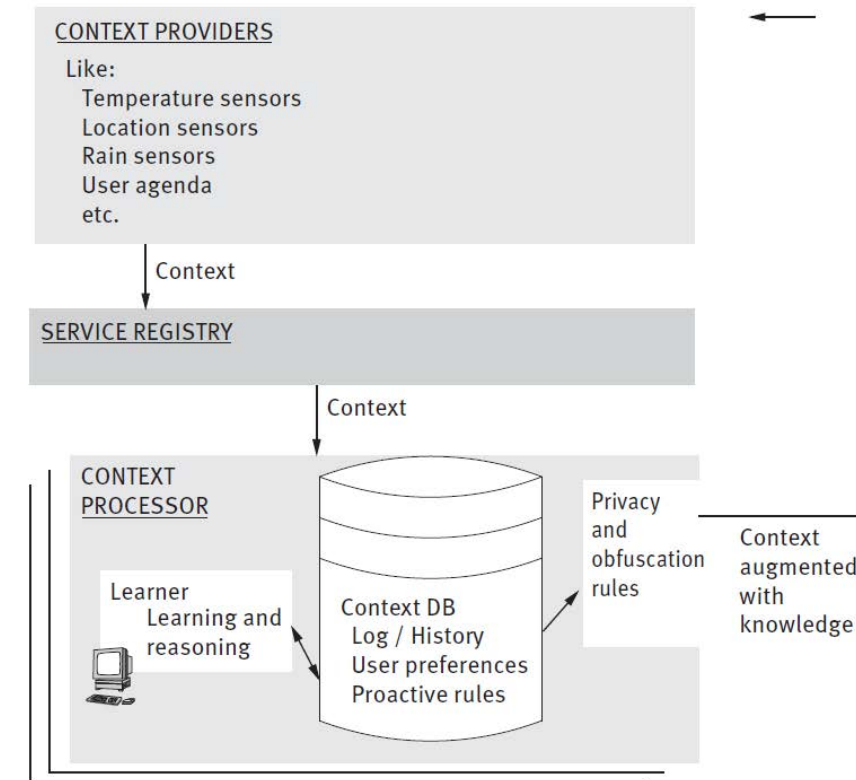 CONTEXT PROVIDERS
Like:
Temperature sensors
Location sensors
Rain sensors
User agenda
etc.
Context
SERVICE REGISTRY
Context
CONTEXT
PROCESSOR
Learner
Learning and
reasoning
Context DB
Log / History
User preferences
Proactive rules
Privacy
and
obfuscation
rules
Context
augmented
with
knowledge